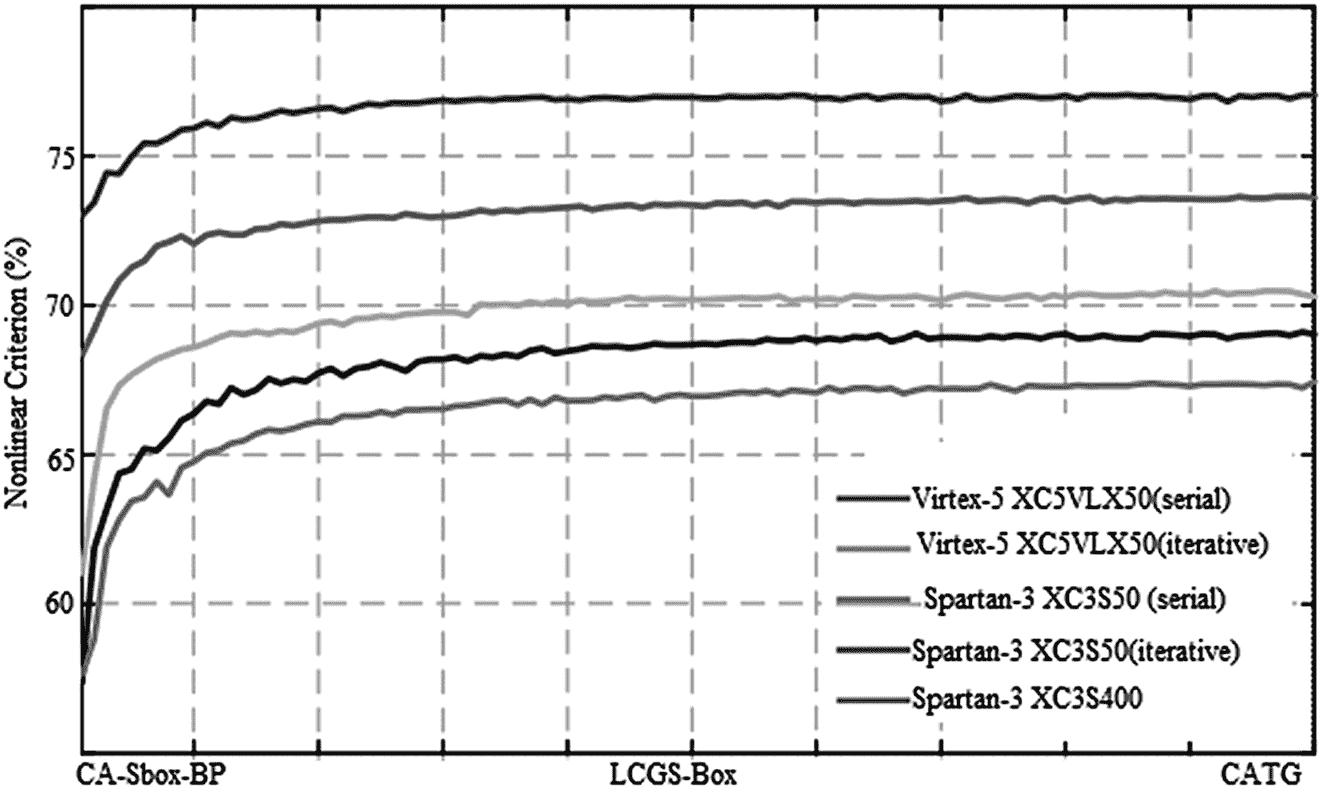 75
70
65
60
Nonlinear Criterion (%)
Virtex-5 XC5VLX50(serial)
Virtex-5 XC5VLX50(iterative)
Spartan-3 XC3S50 (serial)
Spartan-3 XC3S50(iterative)
Spartan-3 XC3S400
CA-Sbox-BP LCGS-Box CATG